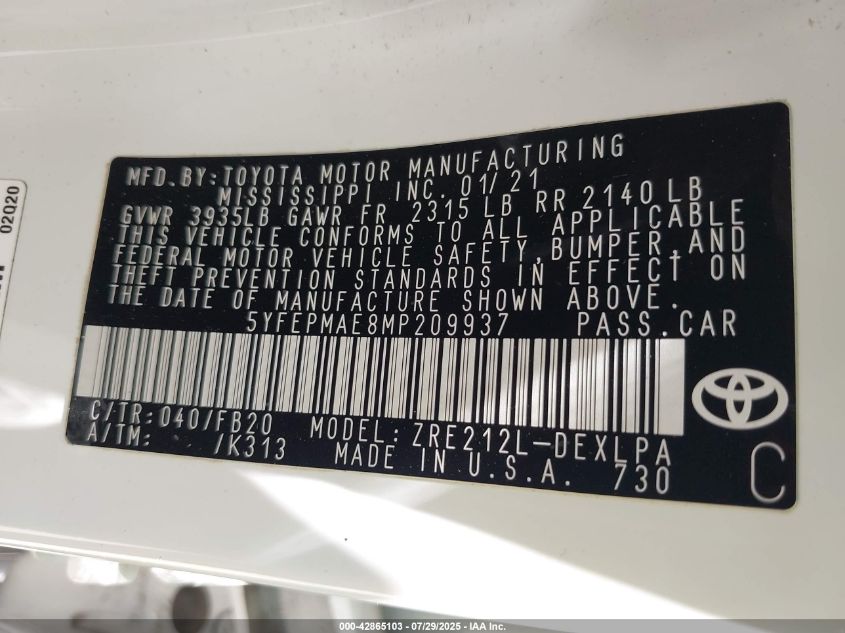 MFD. BY: TOYOTA MOTOR MANUFACTURING
MISSISSIPPI INC. 01/21
GVWR 3935LB GAWR FR 2315 LB RR 2140 LB
THIS VEHICLE CONFORMS TO ALL APPLICABLE
FEDERAL MOTOR VEHICLE SAFETY, BUMPER, AND
THEFT PREVENTION STANDARDS IN EFFECT ON
THE DATE OF MANUFACTURE SHOWN ABOVE.
5YFEPMAE8MP209937 PASS. CAR
C/TR: 040/FB20 MODEL: ZRE212L-DEXLPA
A/TM: /K313 MADE IN U.S.A. 730
C
02020
000-42865103 | 07/29/2025 | IAA Inc.